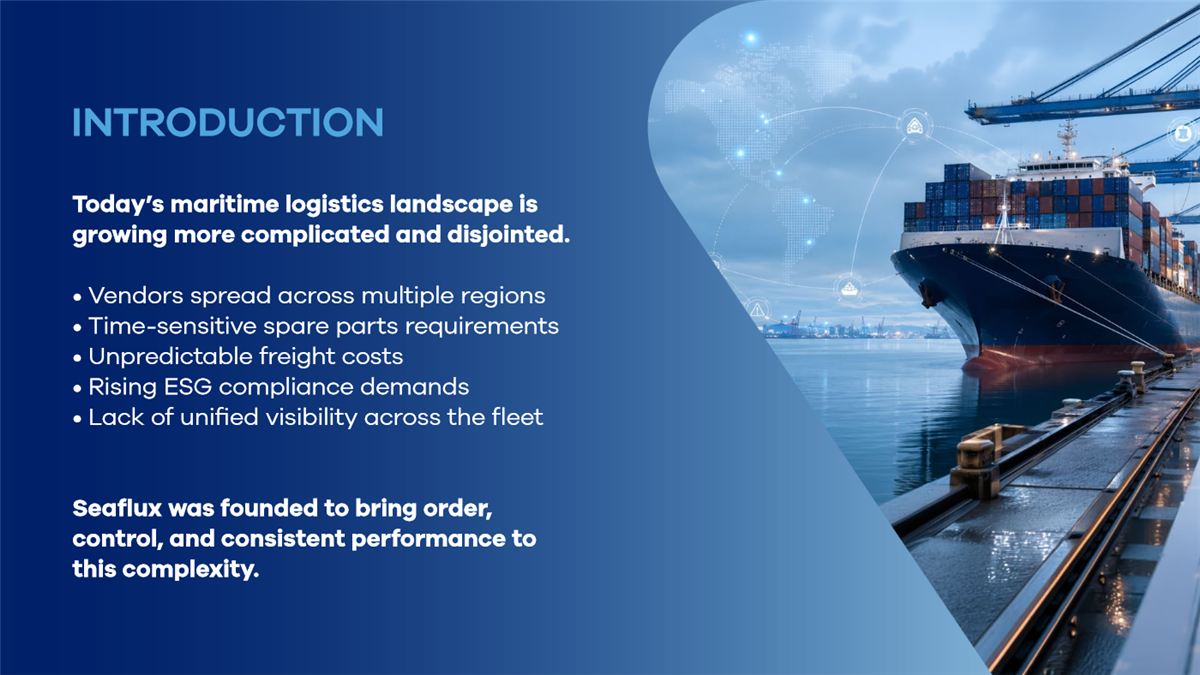 INTRODUCTION
Today’s maritime logistics landscape is
growing more complicated and disjointed.
• Vendors spread across multiple regions
• Time-sensitive spare parts requirements
• Unpredictable freight costs
• Rising ESG compliance demands
• Lack of unified visibility across the fleet
Seaflux was founded to bring order,
control, and consistent performance to
this complexity.